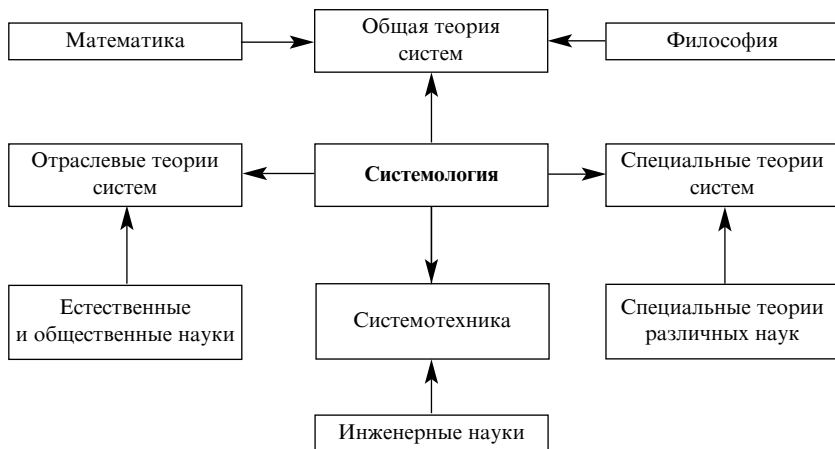 Математика
Общая теория
систем
Философия
Отраслевые теории
систем
Системология
Специальные теории
систем
Естественные
и общественные науки
Системотехника
Специальные теории
различных наук
Инженерные науки